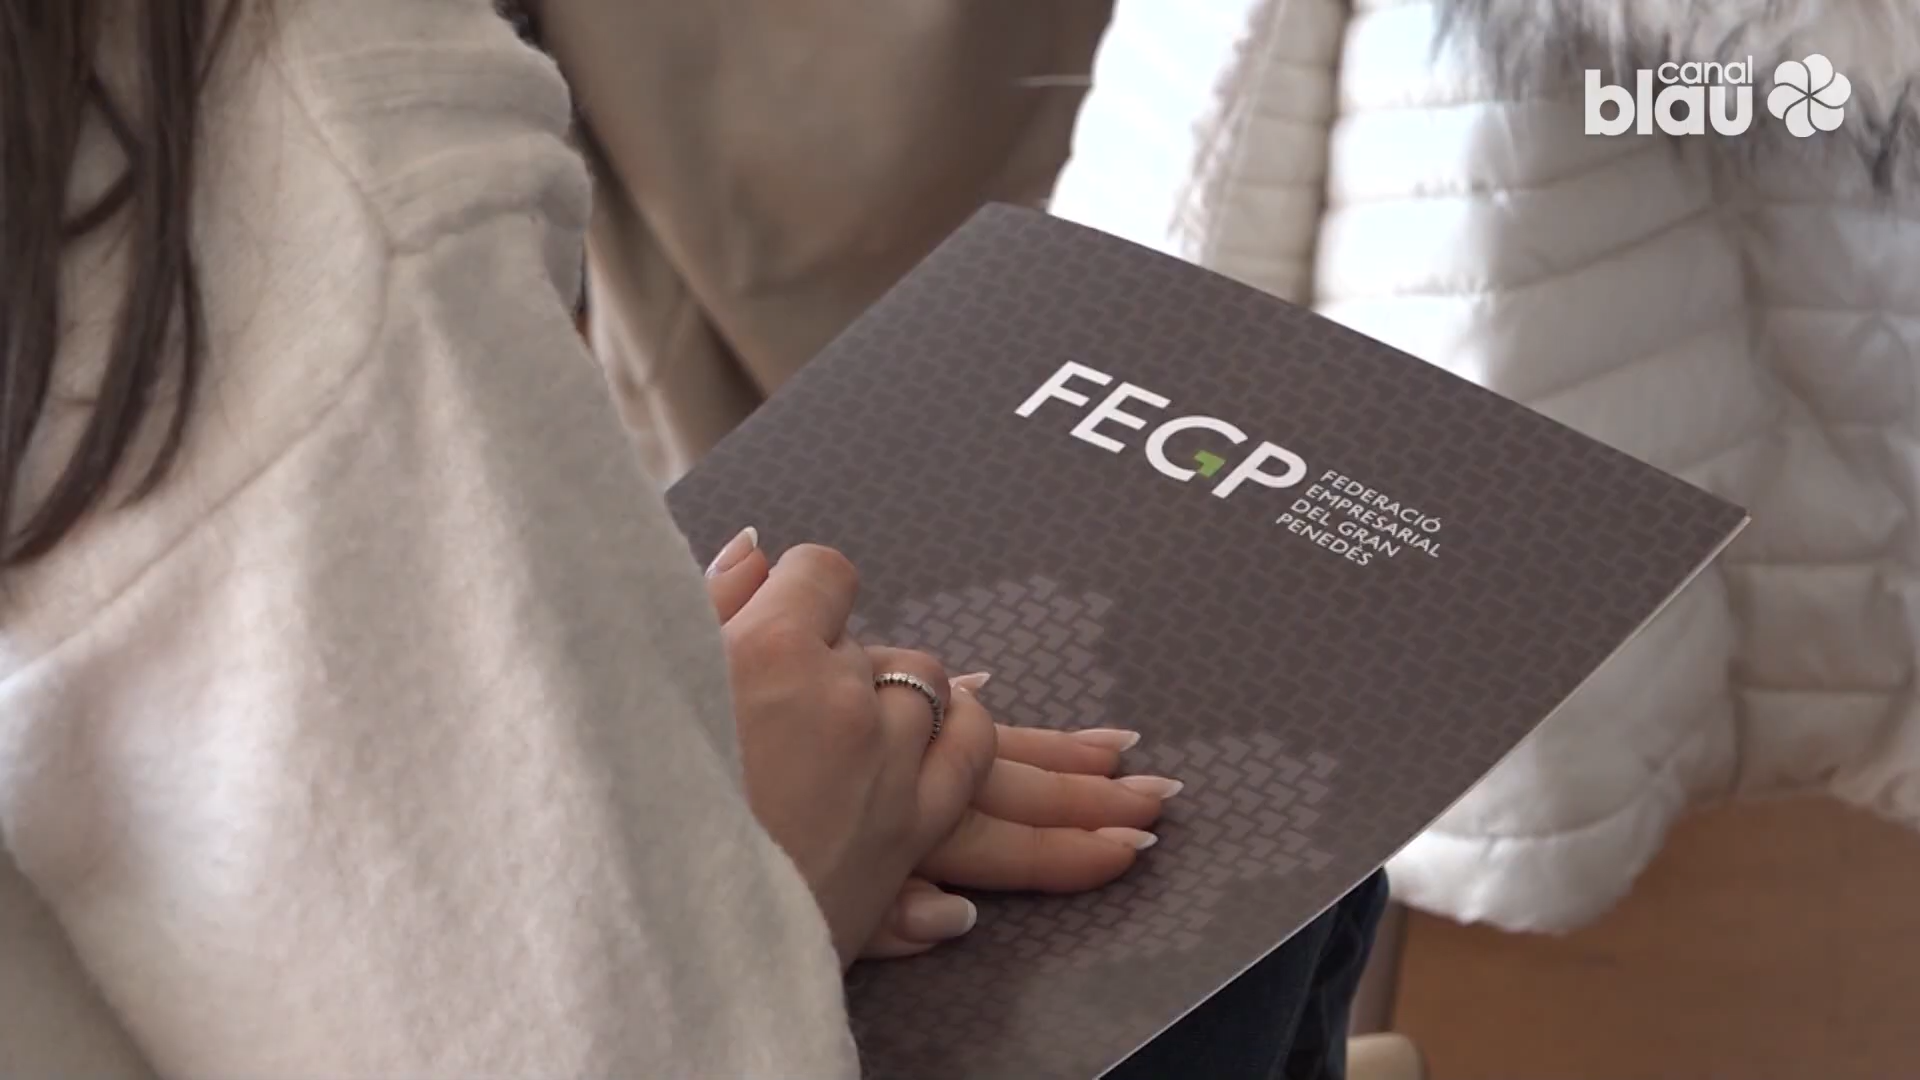 canal
blau
FEGP
FEDERACIÓ
EMPRESARIAL
DEL GRAN
PENEDÈS